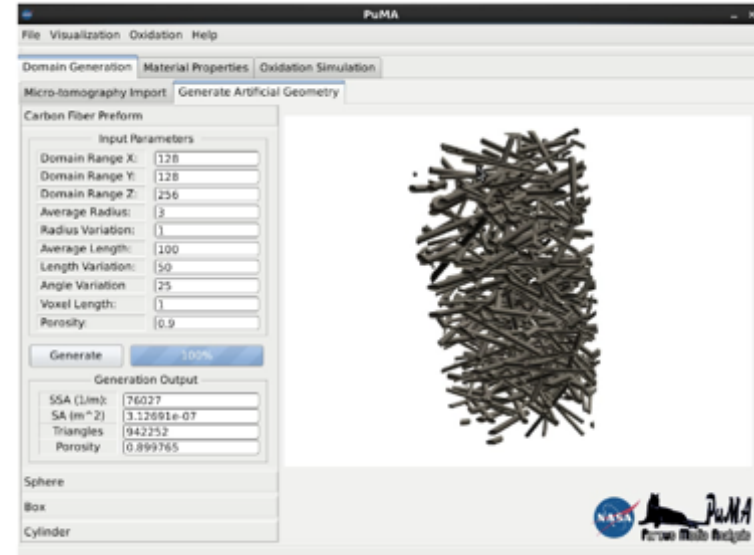 PuMA
File Visualization Oxidation Help
Domain Generation Material Properties Oxidation Simulation
Micro-tomography Import Generate Artificial Geometry
Carbon Fiber Preform
Input Parameters
Domain Range X: 128
Domain Range Y: 128
Domain Range Z: 256
Average Radius: 3
Radius Variation: 1
Average Length: 100
Length Variation: 50
Angle Variation 25
Voxel Length: 1
Porosity: 0.9
Generate 100%
Generation Output
SSA (1/m): 76027
SA (m^2) 3.12691e-07
Triangles 942252
Porosity 0.899765
Sphere
Box
Cylinder
NASA PuMA
Porous Media Analysis